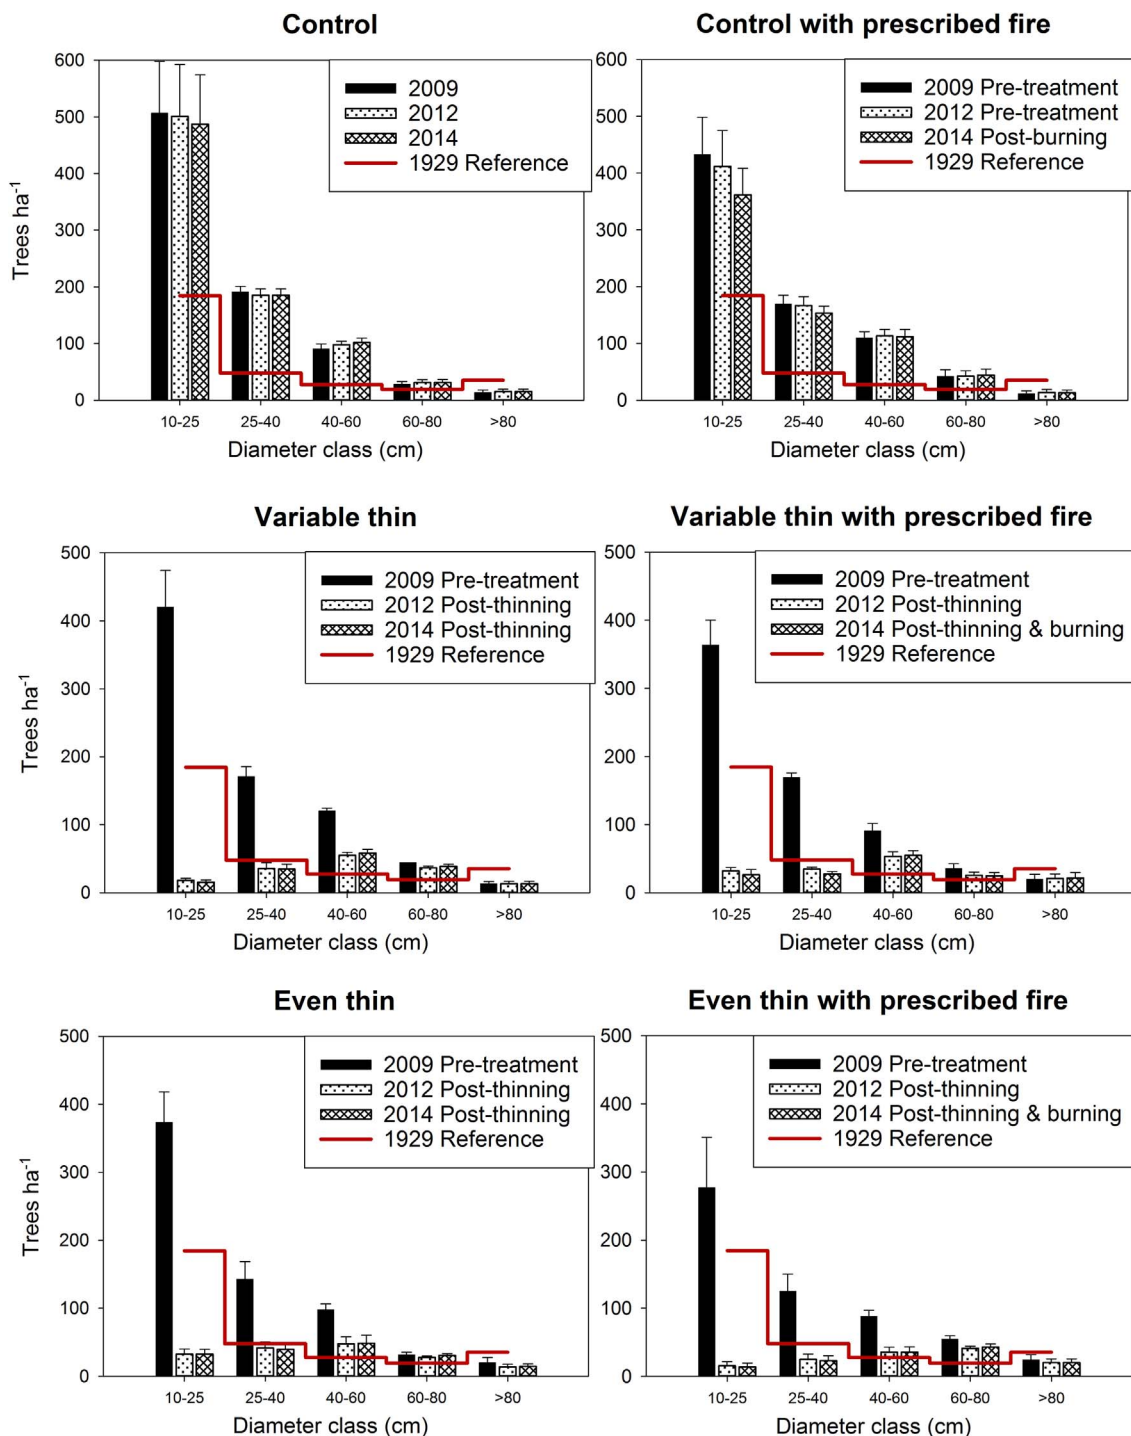 Control
Control with prescribed fire
Trees ha-1
600
500
400
300
200
100
0
2009
2012
2014
1929 Reference
10-25
25-40
40-60
60-80
>80
Diameter class (cm)
600
500
400
300
200
100
0
2009 Pre-treatment
2012 Pre-treatment
2014 Post-burning
1929 Reference
10-25
25-40
40-60
60-80
>80
Diameter class (cm)
Variable thin
Variable thin with prescribed fire
Trees ha-1
500
400
300
200
100
0
2009 Pre-treatment
2012 Post-thinning
2014 Post-thinning
1929 Reference
10-25
25-40
40-60
60-80
>80
Diameter class (cm)
500
400
300
200
100
0
2009 Pre-treatment
2012 Post-thinning
2014 Post-thinning & burning
1929 Reference
10-25
25-40
40-60
60-80
>80
Diameter class (cm)
Even thin
Even thin with prescribed fire
Trees ha-1
500
400
300
200
100
0
2009 Pre-treatment
2012 Post-thinning
2014 Post-thinning
1929 Reference
10-25
25-40
40-60
60-80
>80
Diameter class (cm)
500
400
300
200
100
0
2009 Pre-treatment
2012 Post-thinning
2014 Post-thinning & burning
1929 Reference
10-25
25-40
40-60
60-80
>80
Diameter class (cm)